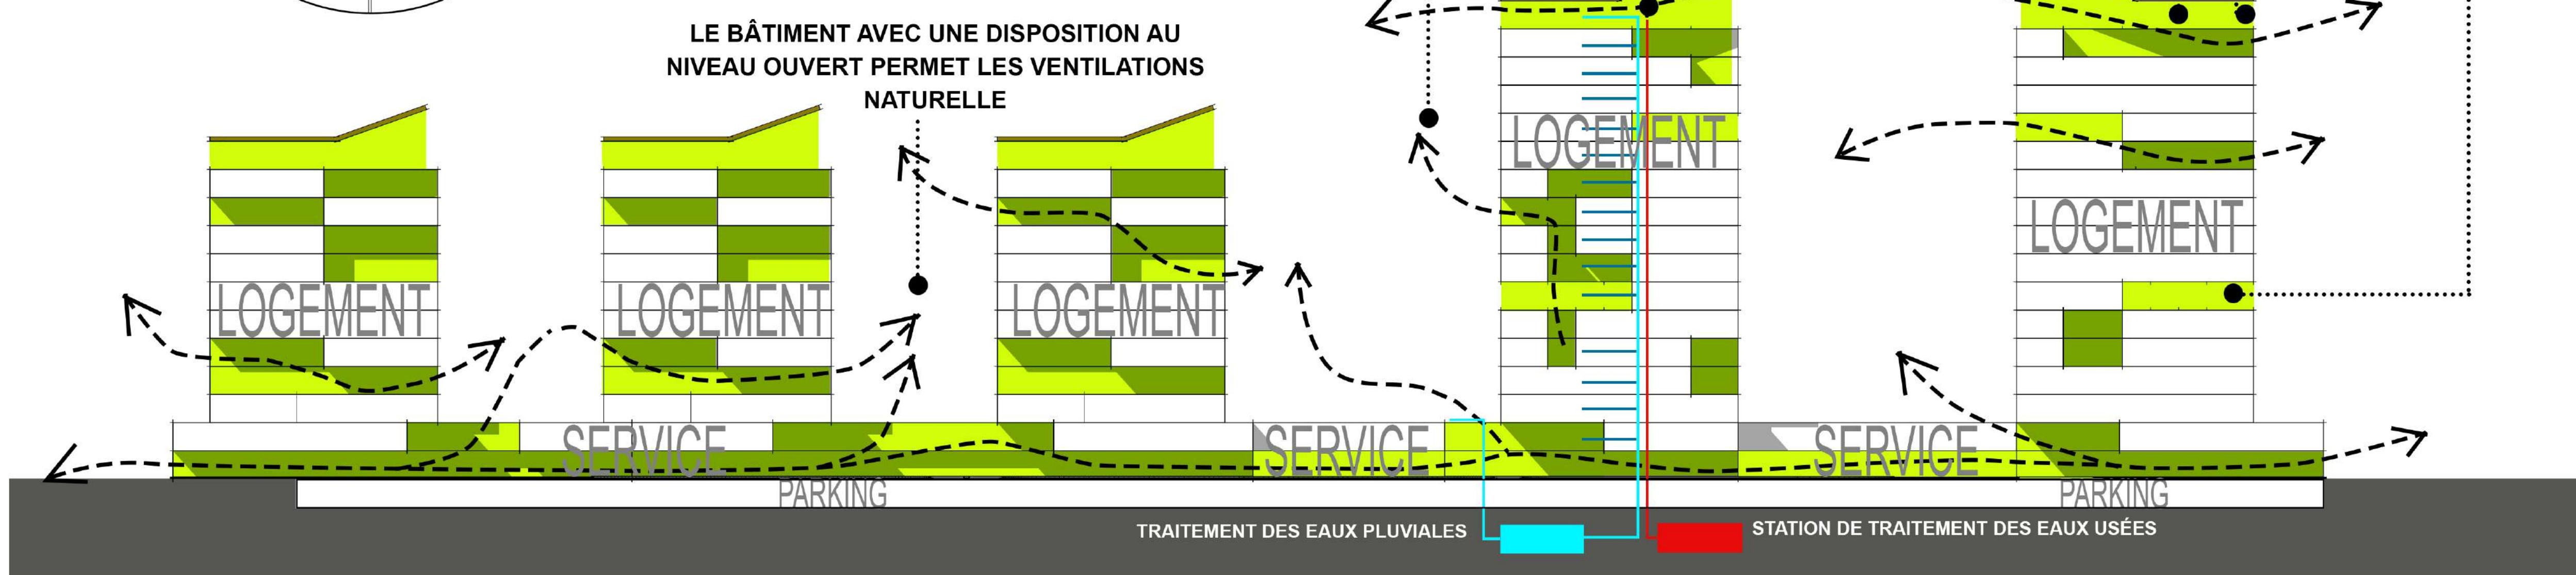 LE BÂTIMENT AVEC UNE DISPOSITION AU
NIVEAU OUVERT PERMET LES VENTILATIONS
NATURELLE
LOGEMENT
LOGEMENT
LOGEMENT
LOGEMENT
LOGEMENT
SERVICE
SERVICE
SERVICE
PARKING
PARKING
TRAITEMENT DES EAUX PLUVIALES
STATION DE TRAITEMENT DES EAUX USÉES